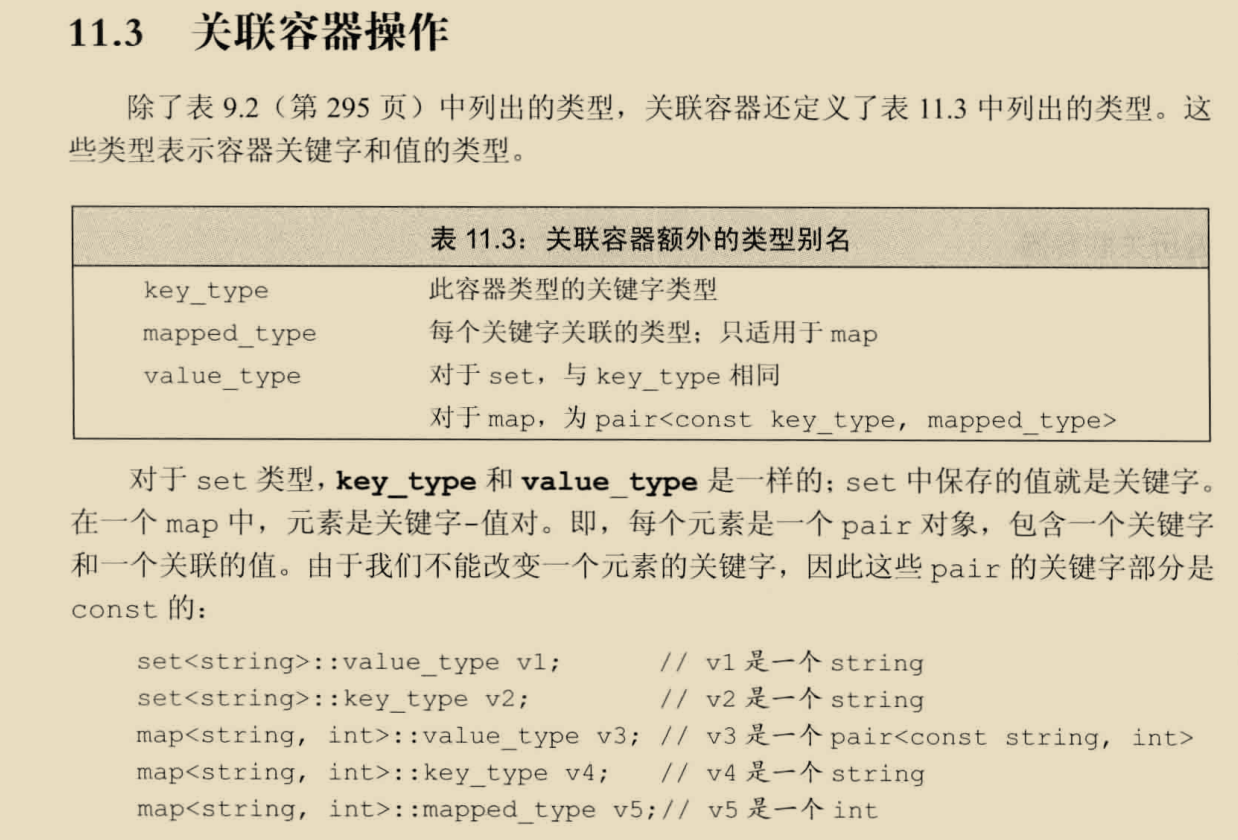 11.3 关联容器操作
除了表 9.2（第 295 页）中列出的类型，关联容器还定义了表 11.3 中列出的类型。这
些类型表示容器关键字和值的类型。
表 11.3：关联容器额外的类型别名
key_type 此容器类型的关键字类型
mapped_type 每个关键字关联的类型；只适用于 map
value_type 对于 set，与 key_type 相同
对于 map，为 pair<const key_type, mapped_type>
对于 set 类型，key_type 和 value_type 是一样的；set 中保存的值就是关键字。
在一个 map 中，元素是关键字-值对。即，每个元素是一个 pair 对象，包含一个关键字
和一个关联的值。由于我们不能改变一个元素的关键字，因此这些 pair 的关键字部分是
const 的：
set<string>::value_type v1; // v1 是一个 string
set<string>::key_type v2; // v2 是一个 string
map<string, int>::value_type v3; // v3 是一个 pair<const string, int>
map<string, int>::key_type v4; // v4 是一个 string
map<string, int>::mapped_type v5;// v5 是一个 int